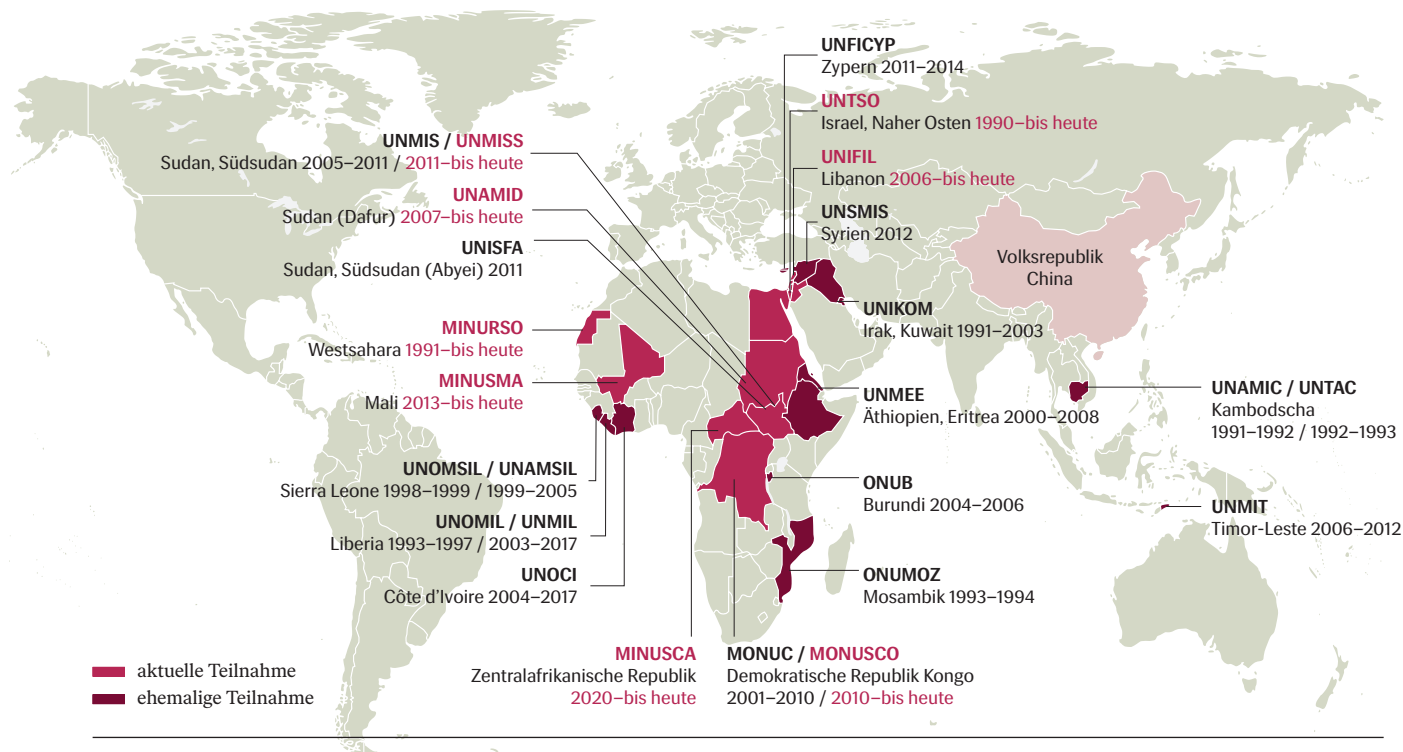 UNFICYP
Zypern 2011–2014
UNTSO
Israel, Naher Osten 1990–bis heute
UNIFIL
Libanon 2006–bis heute
UNSMIS
Syrien 2012
UNMIS / UNMISS
Sudan, Südsudan 2005–2011 / 2011–bis heute
UNAMID
Sudan (Dafur) 2007–bis heute
UNISFA
Sudan, Südsudan (Abyei) 2011
Volksrepublik
China
UNIKOM
Irak, Kuwait 1991–2003
MINURSO
Westsahara 1991–bis heute
MINUSMA
Mali 2013–bis heute
UNMEE
Äthiopien, Eritrea 2000–2008
UNAMIC / UNTAC
Kambodscha
1991–1992 / 1992–1993
UNOMSIL / UNAMSIL
Sierra Leone 1998–1999 / 1999–2005
ONUB
Burundi 2004–2006
UNMIT
Timor-Leste 2006–2012
UNOMIL / UNMIL
Liberia 1993–1997 / 2003–2017
UNOCI
Côte d'Ivoire 2004–2017
ONUMOZ
Mosambik 1993–1994
MINUSCA
Zentralafrikanische Republik
2020–bis heute
MONUC / MONUSCO
Demokratische Republik Kongo
2001–2010 / 2010–bis heute
aktuelle Teilnahme
ehemalige Teilnahme